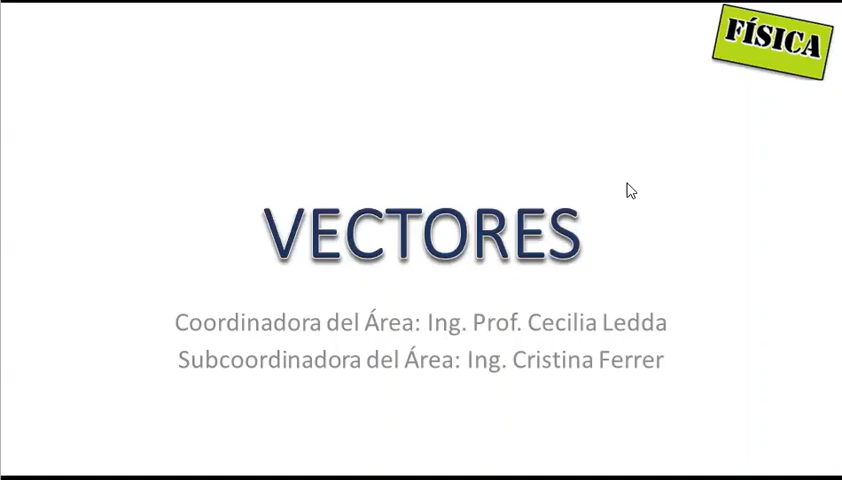 FÍSICA
VECTORES
Coordinadora del Área: Ing. Prof. Cecilia Ledda
Subcoordinadora del Área: Ing. Cristina Ferrer